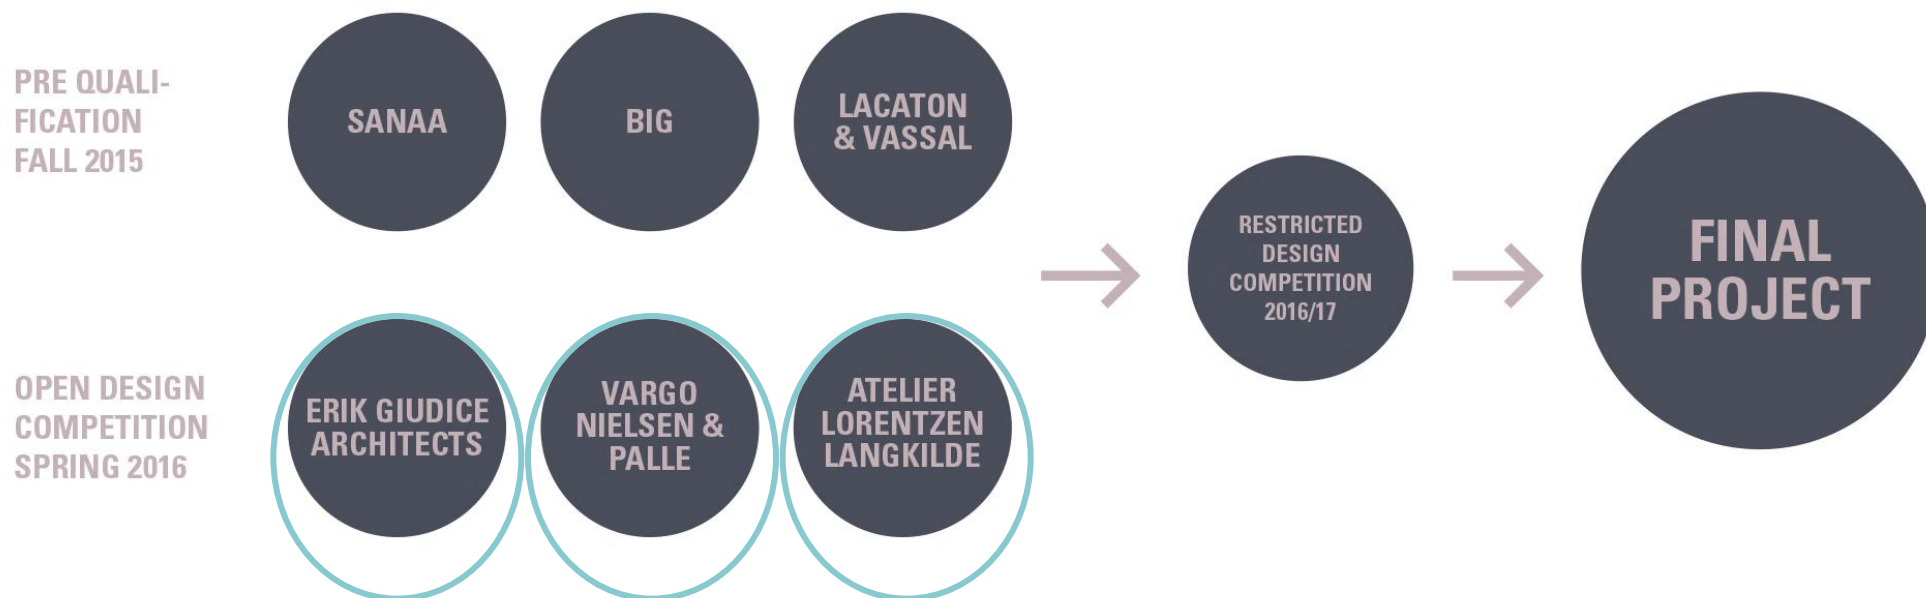 PRE QUALI-
FICATION
FALL 2015
SANAA
BIG
LACATON
& VASSAL
OPEN DESIGN
COMPETITION
SPRING 2016
ERIK GIUDICE
ARCHITECTS
VARGO
NIELSEN &
PALLE
ATELIER
LORENTZEN
LANGKILDE
RESTRICTED
DESIGN
COMPETITION
2016/17
FINAL
PROJECT